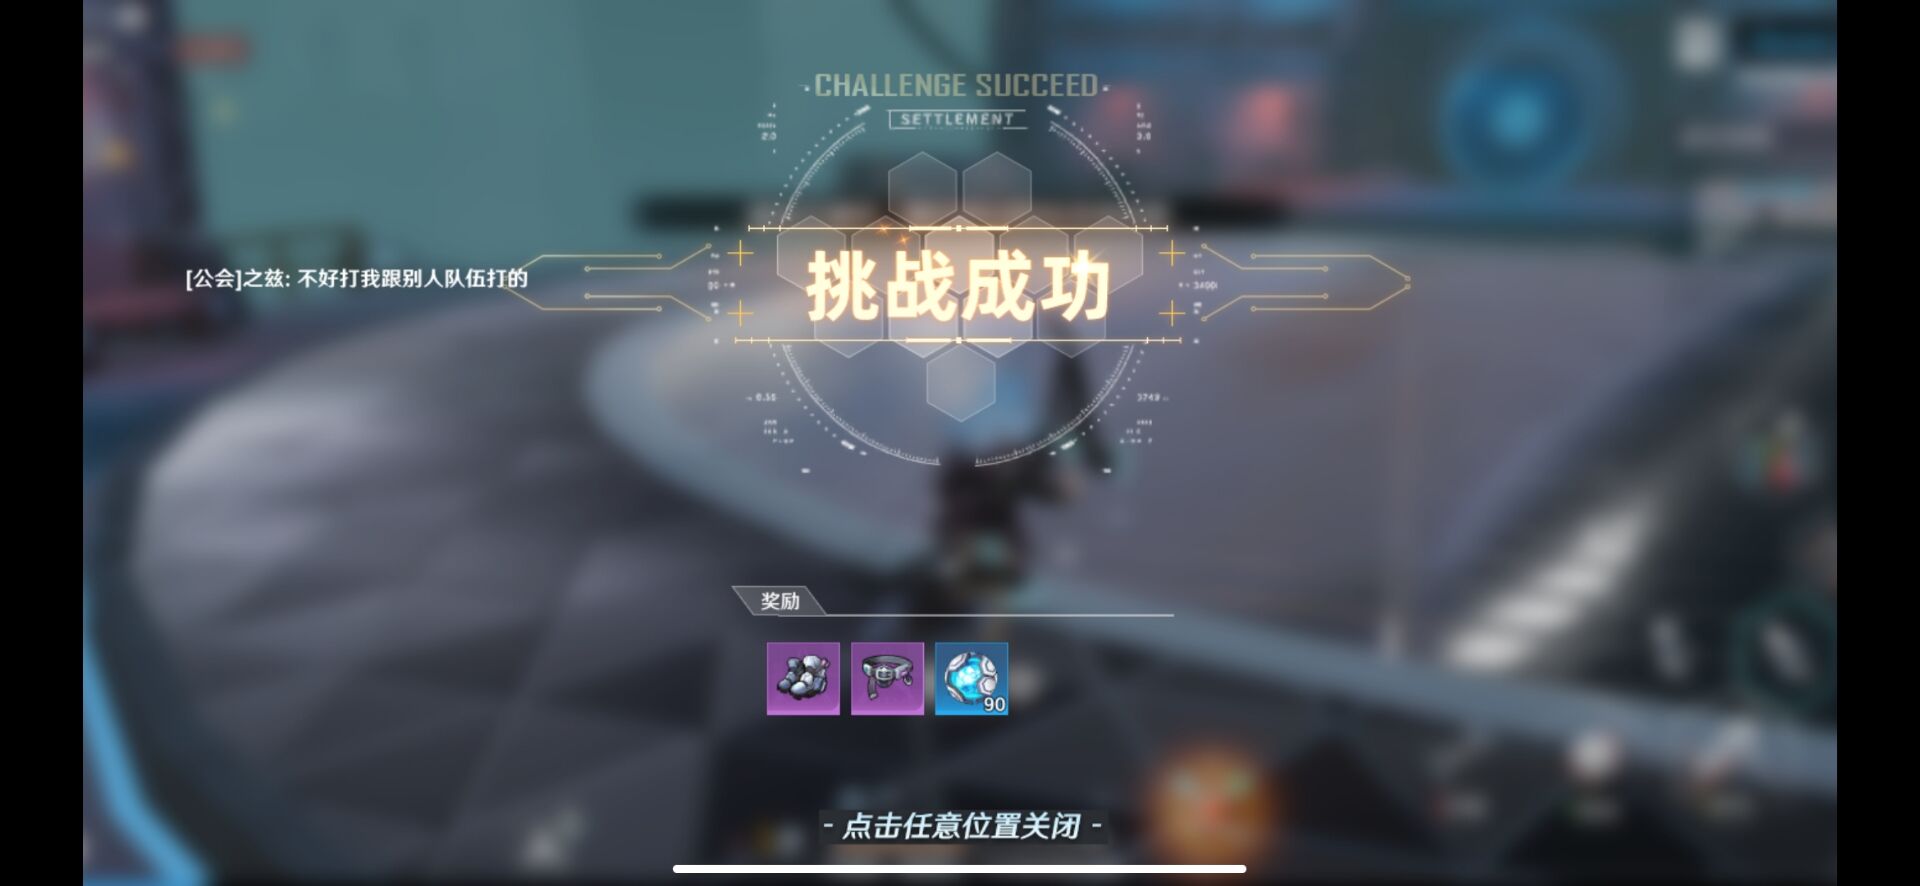 CHALLENGE SUCCEED
SETTLEMENT
[公会]之兹: 不好打我跟别人队伍打的
挑战成功
奖励
90
- 点击任意位置关闭 -